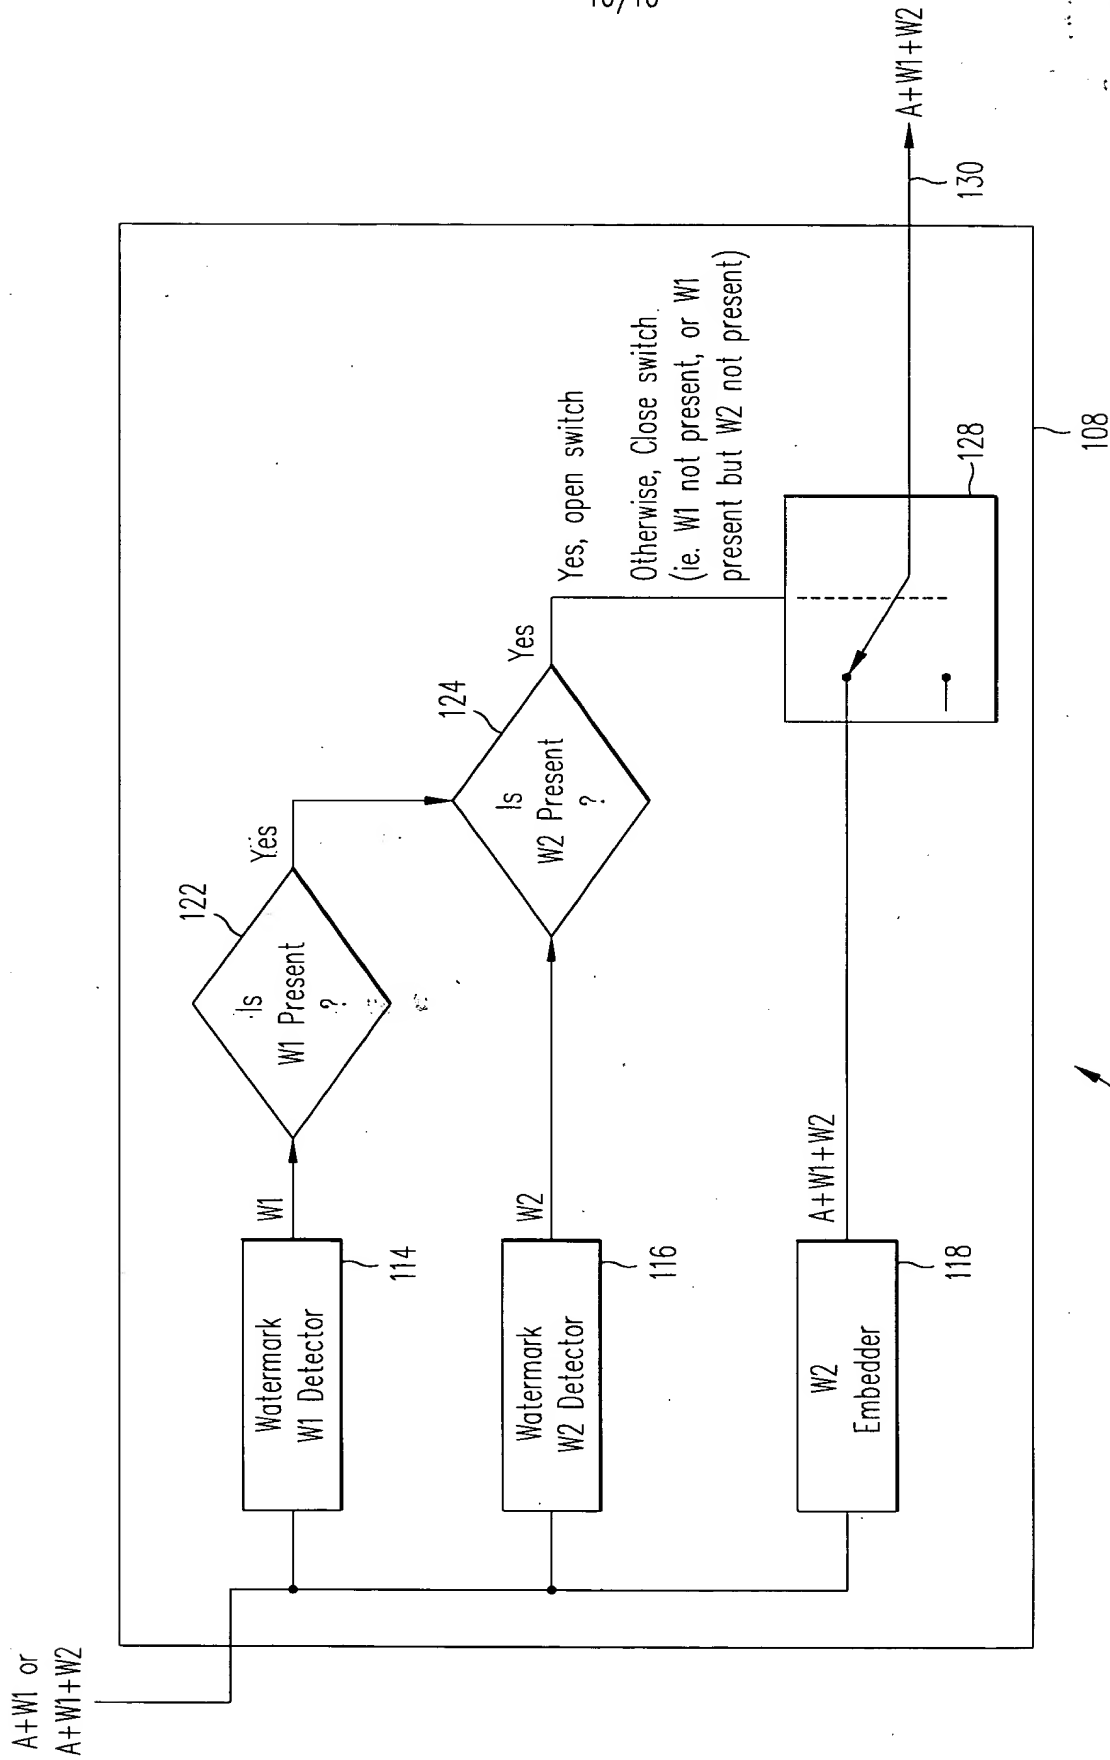 A+W1 or
A+W1+W2
Watermark
W1 Detector
114
W1
Is
W1 Present
?
122
Yes
Watermark
W2 Detector
116
W2
Is
W2 Present
?
124
Yes
Yes, open switch
Otherwise, Close switch
(ie. W1 not present, or W1
present but W2 not present)
W2
Embedder
118
A+W1+W2
128
130
A+W1+W2
108